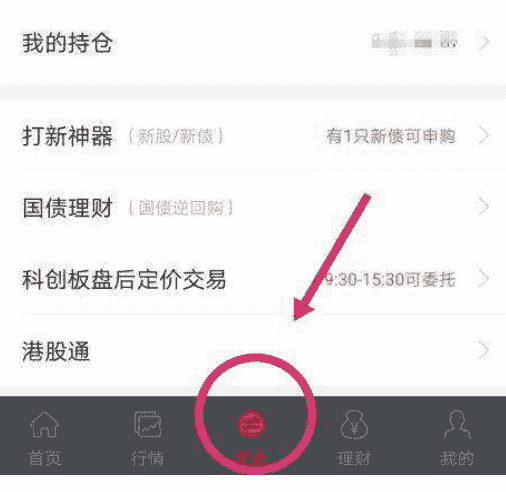 我的持仓
打新神器（新股/新债） 有1只新债可申购
国债理财（国债逆回购）
科创板盘后定价交易 9:30-15:30可委托
港股通
首页 行情 理财 我的